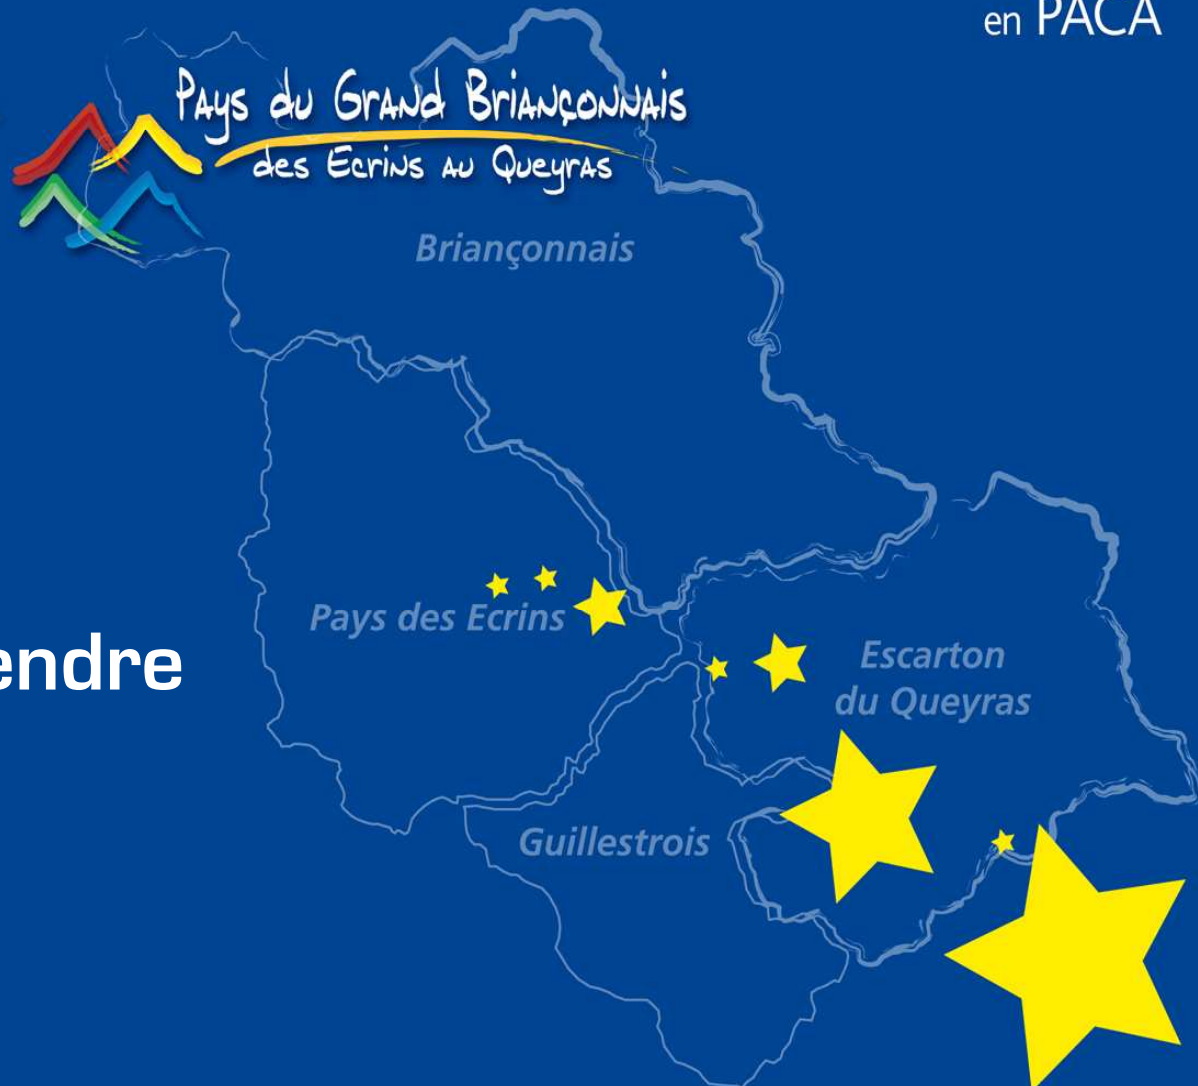 en PACA
Pays du Grand Briançonnais
des Ecrins au Queyras
Briançonnais
Pays des Ecrins
endre
Escarton
du Queyras
Guillestrois